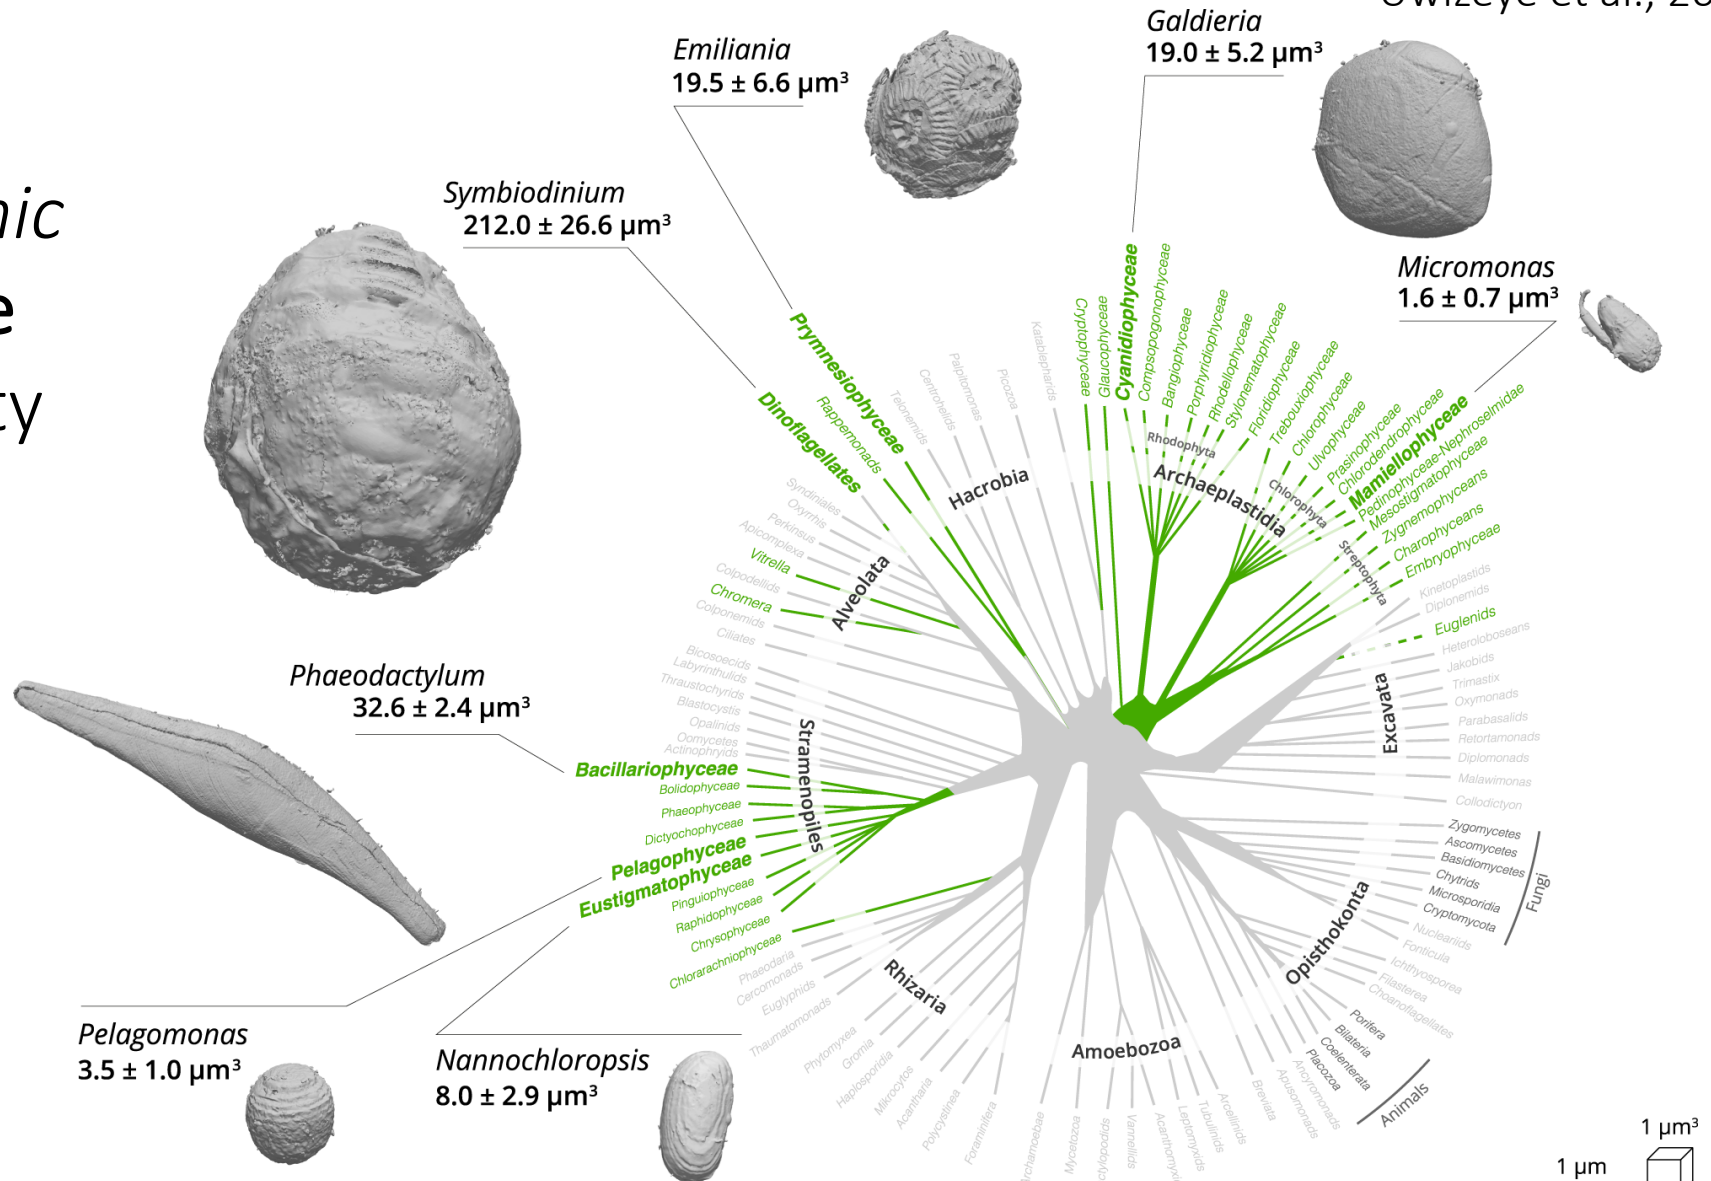 Emiliania
19.5 ± 6.6 µm³
Galdieria
19.0 ± 5.2 µm³
Symbiodinium
212.0 ± 26.6 µm³
Micromonas
1.6 ± 0.7 µm³
Phaeodactylum
32.6 ± 2.4 µm³
Pelagomonas
3.5 ± 1.0 µm³
Nannochloropsis
8.0 ± 2.9 µm³
Prymnesiophyceae
Rappemonads
Dinoflagellates
Syndiniales
Oxyrrhis
Perkinsus
Apicomplexa
Vitrella
Colpodellids
Chromera
Colponemids
Ciliates
Alveolata
Bicosoecids
Labyrinthulids
Thraustochyrids
Blastocystis
Opalinids
Oomycetes
Actinophryids
Bacillariophyceae
Bolidophyceae
Phaeophyceae
Dictyochophyceae
Pelagophyceae
Eustigmatophyceae
Pinguiophyceae
Raphidophyceae
Chrysophyceae
Stramenopiles
Chlorarachniophyceae
Phaeodaria
Cercomonads
Euglyphids
Thaumatomonads
Phytomyxea
Gromia
Haplosporidia
Mikrocytos
Acantharia
Polycystinea
Foraminifera
Rhizaria
Archamoebae
Mycetozoa
Vannellids
Leptomyxids
Tubulinids
Arcellinids
Amoebozoa
Breviata
Apusomonads
Ancyromonads
Placozoa
Coelenterata
Bilateria
Porifera
Animals
Choanoflagellates
Filasterea
Ichthyosporea
Fonticula
Nucleariids
Cryptomycota
Microsporidia
Chytrids
Basidiomycetes
Ascomycetes
Zygomycetes
Fungi
Opisthokonta
Collodictyon
Malawimonas
Diplomonads
Retortamonads
Parabasalids
Oxymonads
Trimastix
Jakobids
Heteroloboseans
Euglenids
Diplonemids
Kinetoplastids
Excavata
Embryophyceae
Charophyceans
Zygnemophyceans
Mesostigmatophyceae
Streptophyta
Pedinophyceae-Nephroselmidae
Mamiellophyceae
Chlorodendrophyceae
Prasinophyceae
Ulvophyceae
Chlorophyceae
Trebouxiophyceae
Chlorophyta
Floridiophyceae
Stylonematophyceae
Rhodellophyceae
Porphyridiophyceae
Bangiophyceae
Compsopogonophyceae
Cyanidiophyceae
Rhodophyta
Archaeplastidia
Glaucophyceae
Cryptophyceae
Katablepharids
Picozoa
Palpitomonas
Centrohelids
Telonemids
Hacrobia
1 µm³
1 µm